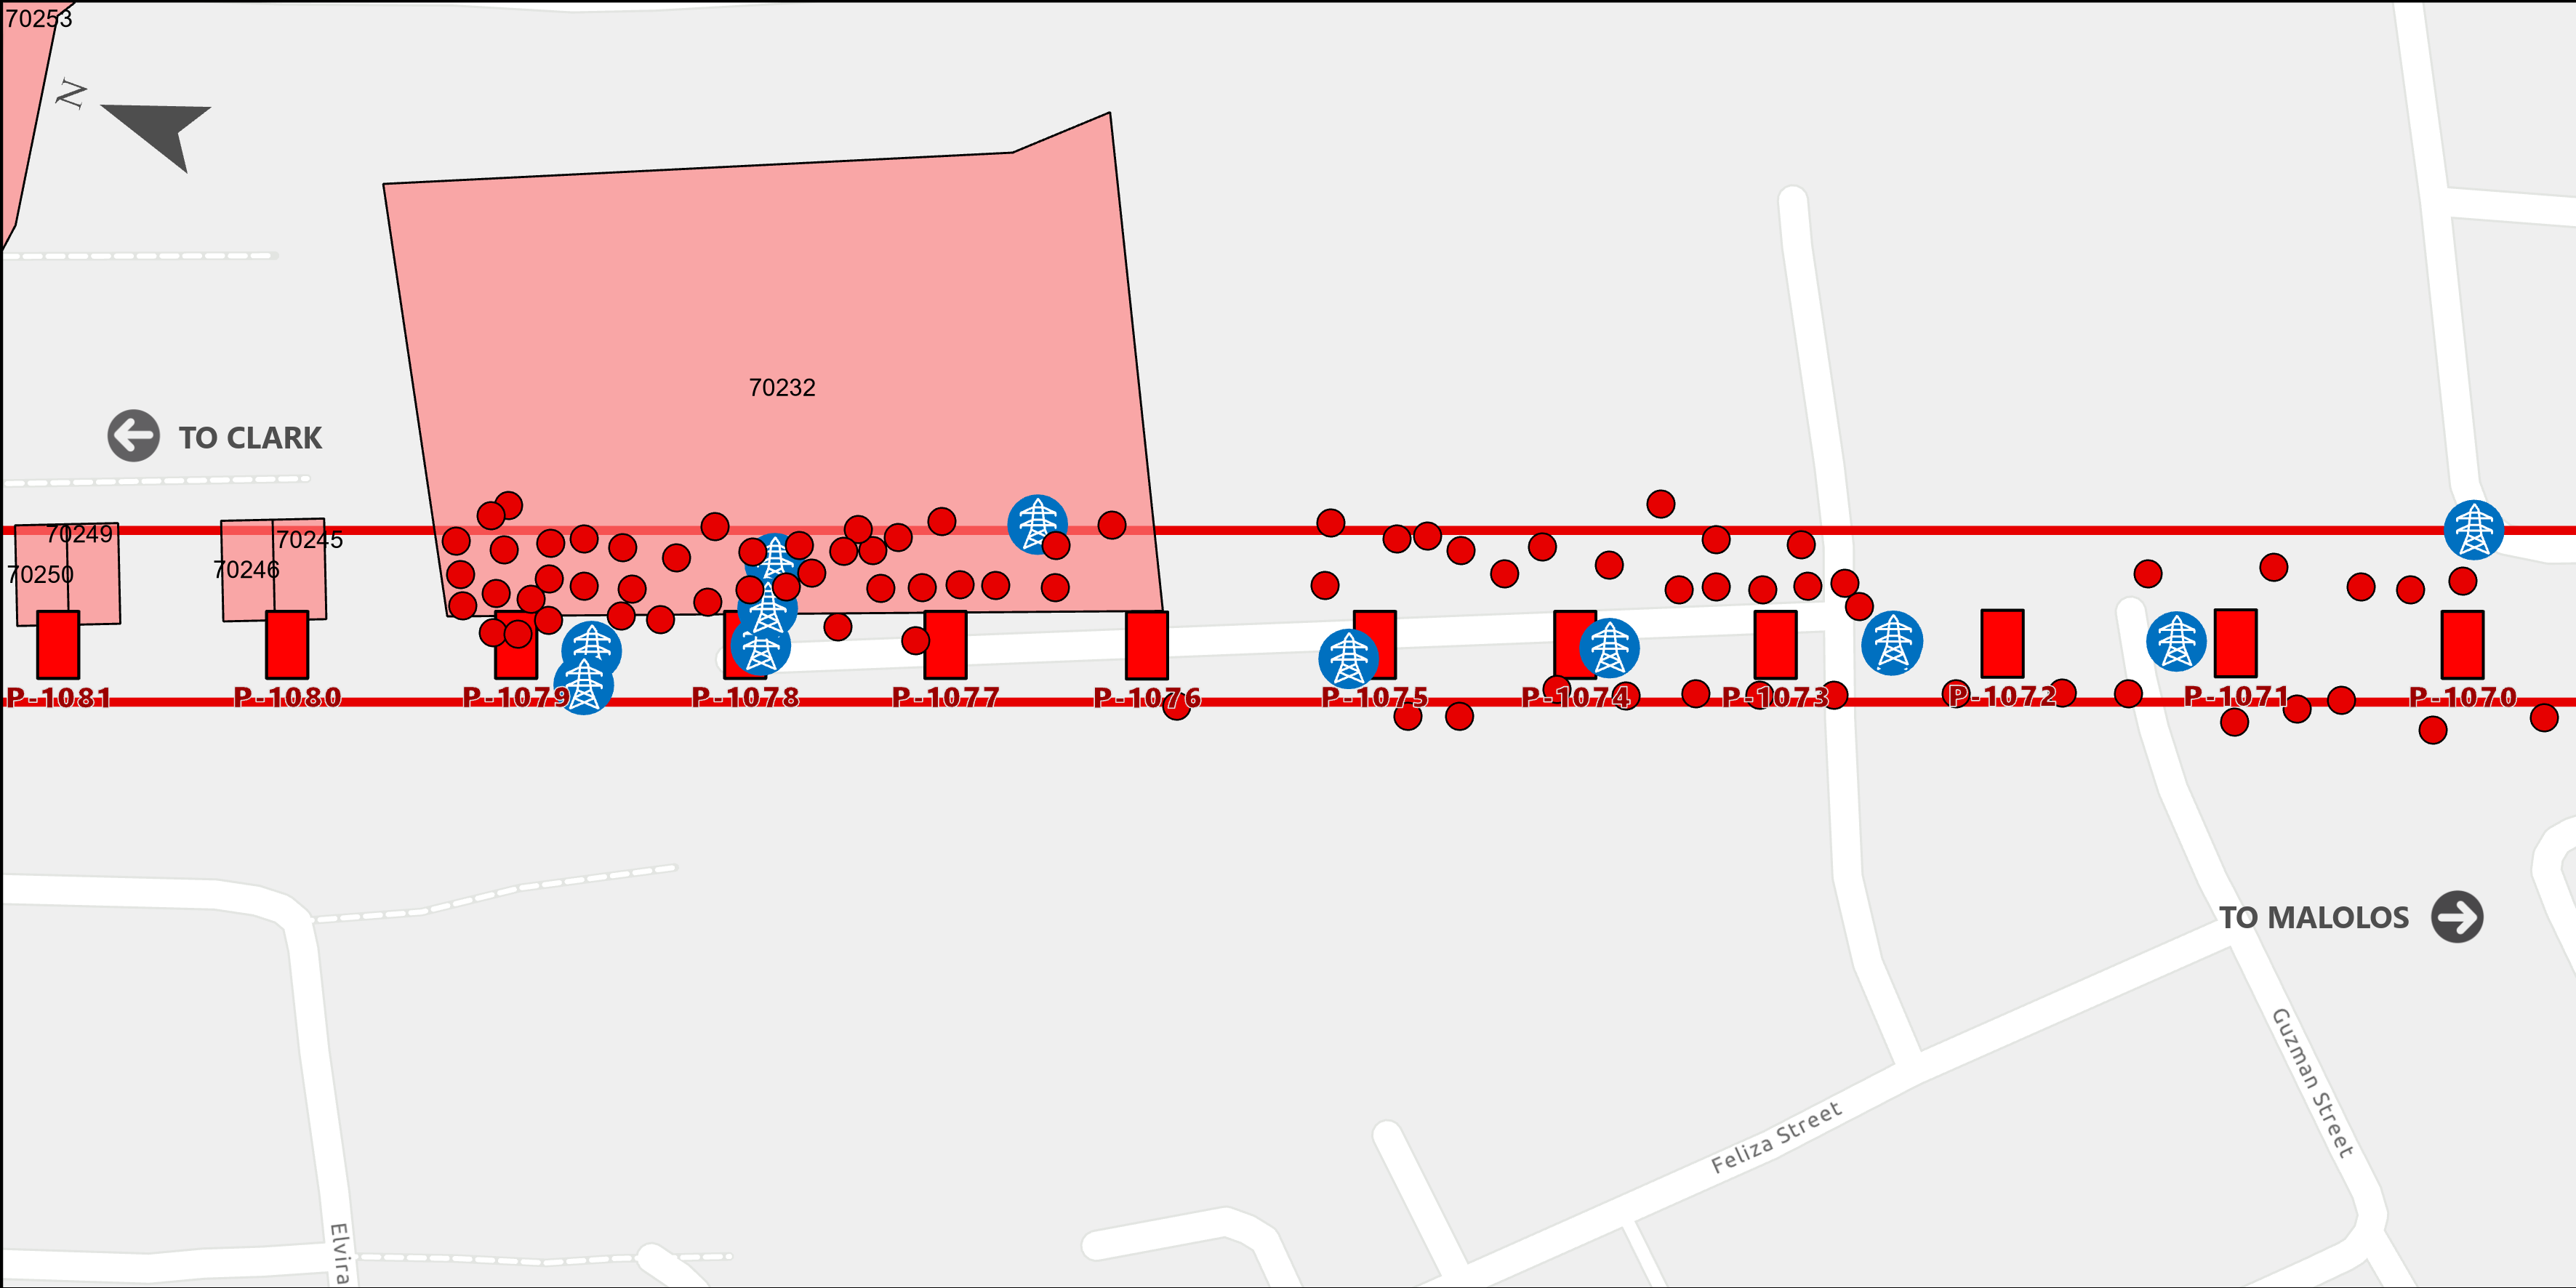 70253
N
70232
TO CLARK
70249
70245
70250
70246
P-1081
P-1080
P-1079
P-1078
P-1077
P-1076
P-1075
P-1074
P-1073
P-1072
P-1071
P-1070
TO MALOLOS
Guzman Street
Feliza Street
Elvira